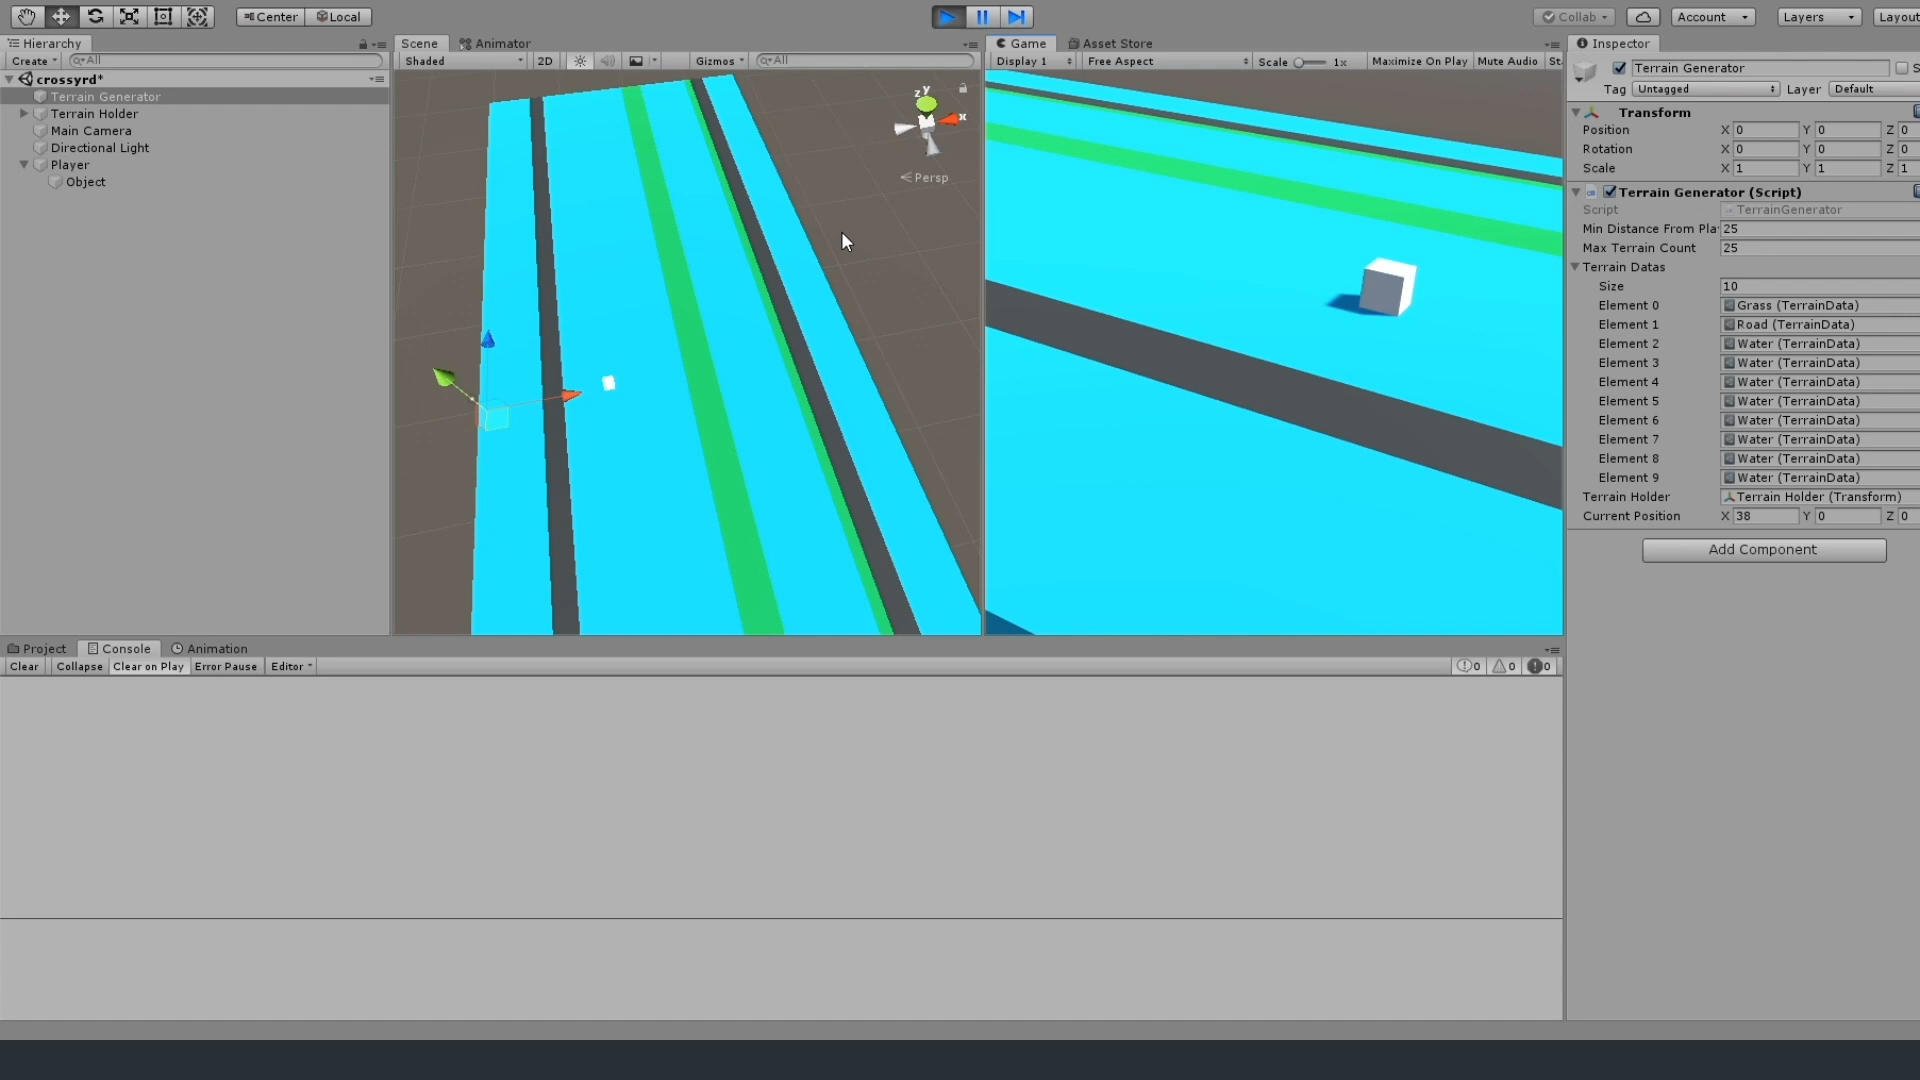 Center
Local
Collab
Account
Layers
Layout
Hierarchy
Create
All
crossyrd*
Terrain Generator
Terrain Holder
Main Camera
Directional Light
Player
Object
Scene
Animator
Shaded
2D
Gizmos
All
y
z
x
Persp
Game
Asset Store
Display 1
Free Aspect
Scale
1x
Maximize On Play
Mute Audio
St
Inspector
Terrain Generator
S
Tag Untagged
Layer Default
Transform
Position X 0 Y 0 Z 0
Rotation X 0 Y 0 Z 0
Scale X 1 Y 1 Z 1
Terrain Generator (Script)
Script TerrainGenerator
Min Distance From Pla 25
Max Terrain Count 25
Terrain Datas
Size 10
Element 0 Grass (TerrainData)
Element 1 Road (TerrainData)
Element 2 Water (TerrainData)
Element 3 Water (TerrainData)
Element 4 Water (TerrainData)
Element 5 Water (TerrainData)
Element 6 Water (TerrainData)
Element 7 Water (TerrainData)
Element 8 Water (TerrainData)
Element 9 Water (TerrainData)
Terrain Holder Terrain Holder (Transform)
Current Position X 38 Y 0 Z 0
Add Component
Project
Console
Animation
Clear
Collapse
Clear on Play
Error Pause
Editor
0
0
0